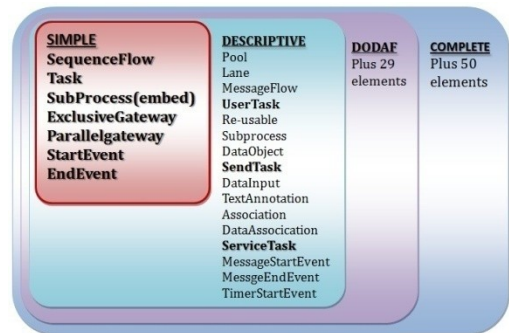 SIMPLE
SequenceFlow
Task
SubProcess(embed)
ExclusiveGateway
Parallelgateway
StartEvent
EndEvent
DESCRIPTIVE
Pool
Lane
MessageFlow
UserTask
Re-usable
Subprocess
DataObject
SendTask
DataInput
TextAnnotation
Association
DataAssocication
ServiceTask
MessageStartEvent
MessgeEndEvent
TimerStartEvent
DODAF
Plus 29
elements
COMPLETE
Plus 50
elements